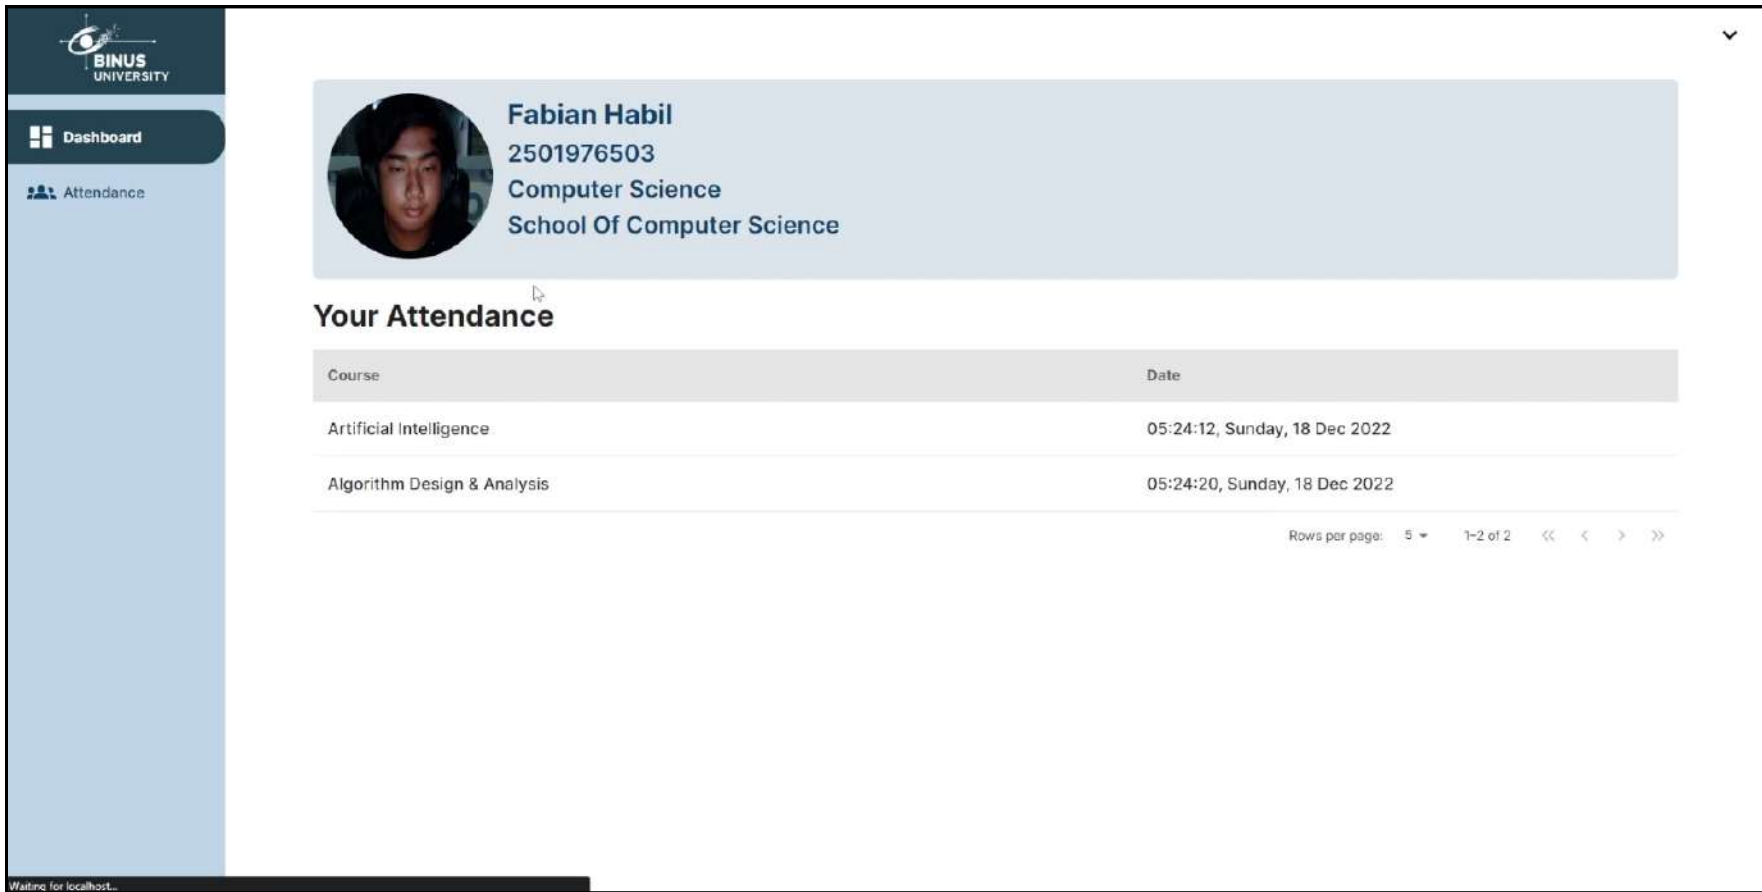 BINUS
UNIVERSITY
Dashboard
Attendance
Fabian Habil
2501976503
Computer Science
School Of Computer Science
Your Attendance
Course Date
Artificial Intelligence 05:24:12, Sunday, 18 Dec 2022
Algorithm Design & Analysis 05:24:20, Sunday, 18 Dec 2022
Rows per page: 5 1-2 of 2
Waiting for localhost...